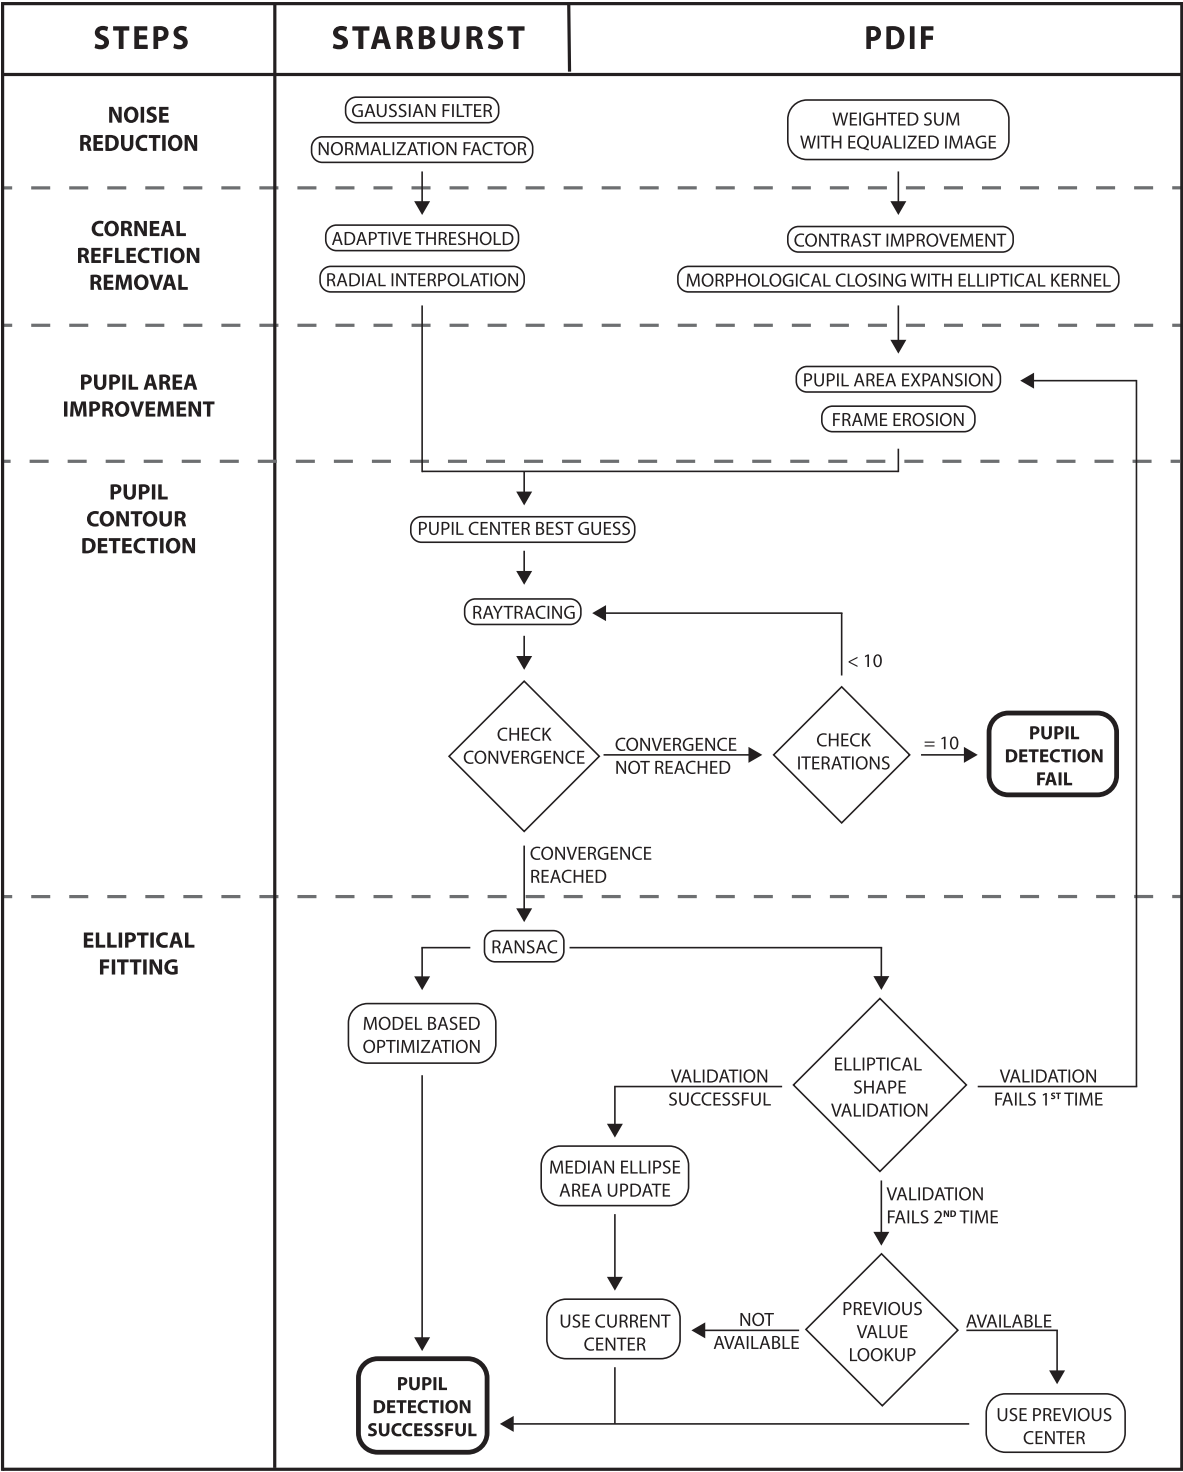 STEPS
STARBURST
PDIF
NOISE
REDUCTION
GAUSSIAN FILTER
NORMALIZATION FACTOR
WEIGHTED SUM
WITH EQUALIZED IMAGE
CORNEAL
REFLECTION
REMOVAL
ADAPTIVE THRESHOLD
RADIAL INTERPOLATION
CONTRAST IMPROVEMENT
MORPHOLOGICAL CLOSING WITH ELLIPTICAL KERNEL
PUPIL AREA
IMPROVEMENT
PUPIL AREA EXPANSION
FRAME EROSION
PUPIL
CONTOUR
DETECTION
PUPIL CENTER BEST GUESS
RAYTRACING
< 10
CHECK
CONVERGENCE
CONVERGENCE
NOT REACHED
CHECK
ITERATIONS
= 10
PUPIL
DETECTION
FAIL
CONVERGENCE
REACHED
ELLIPTICAL
FITTING
RANSAC
MODEL BASED
OPTIMIZATION
ELLIPTICAL
SHAPE
VALIDATION
VALIDATION
SUCCESSFUL
VALIDATION
FAILS 1ST TIME
MEDIAN ELLIPSE
AREA UPDATE
VALIDATION
FAILS 2ND TIME
USE CURRENT
CENTER
NOT
AVAILABLE
PREVIOUS
VALUE
LOOKUP
AVAILABLE
PUPIL
DETECTION
SUCCESSFUL
USE PREVIOUS
CENTER